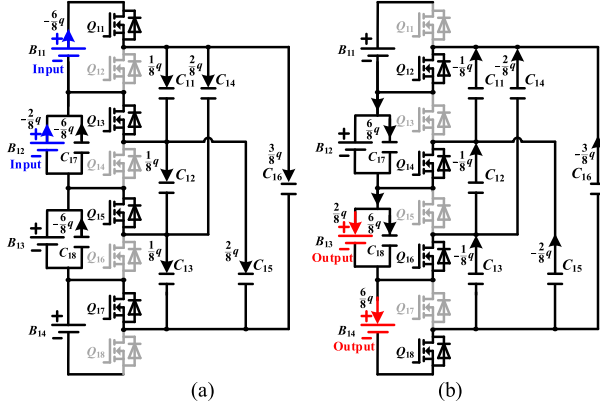 -6/8 q
Q11
B11
Input
Q12
1/8 q
2/8 q
C11
C14
-2/8 q
-6/8 q
Q13
B12
Input
C17
Q14
1/8 q
C12
3/8 q
C16
-6/8 q
Q15
B13
C18
Q16
1/8 q
C13
2/8 q
C15
Q17
B14
Q18
(a)
Q11
B11
Q12
-1/8 q
-2/8 q
C11
C14
6/8 q
Q13
B12
C17
Q14
-1/8 q
C12
-3/8 q
C16
2/8 q
6/8 q
Q15
B13
Output
C18
Q16
-1/8 q
C13
-2/8 q
C15
6/8 q
Q17
B14
Output
Q18
(b)